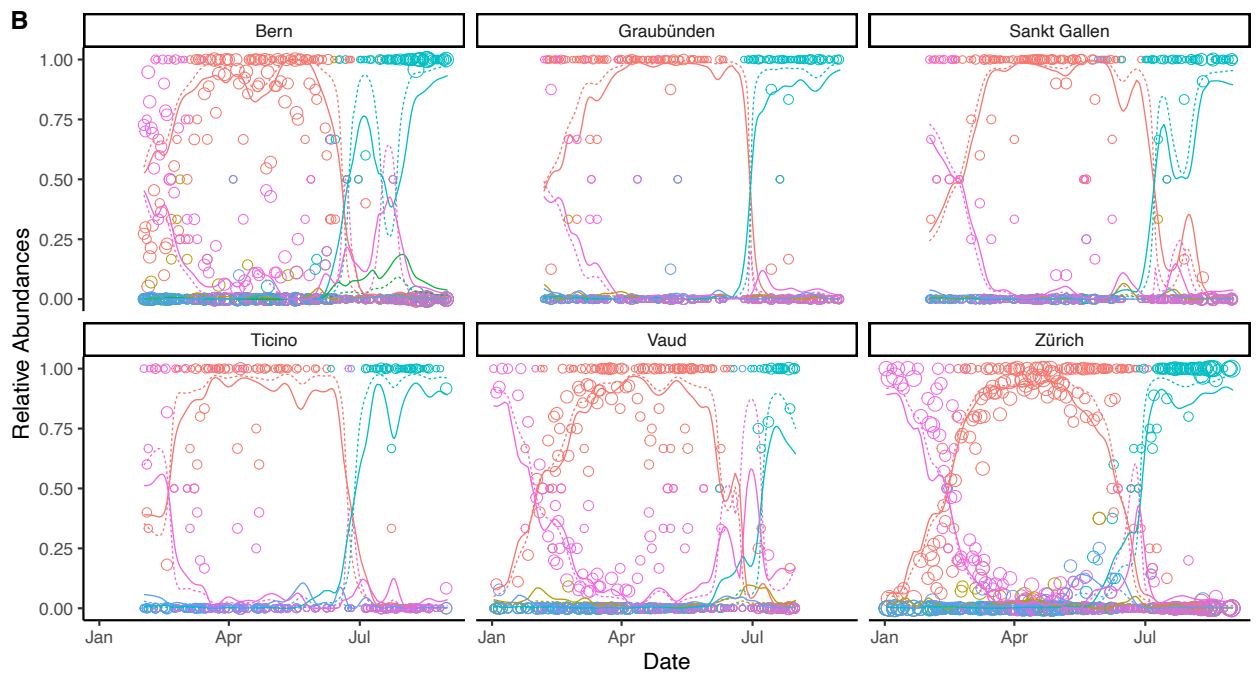 B
Bern Graubünden Sankt Gallen
1.00
0.75
0.50
0.25
0.00
Relative Abundances
Ticino Vaud Zürich
1.00
0.75
0.50
0.25
0.00
Jan Apr Jul Jan Apr Jul Jan Apr Jul
Date